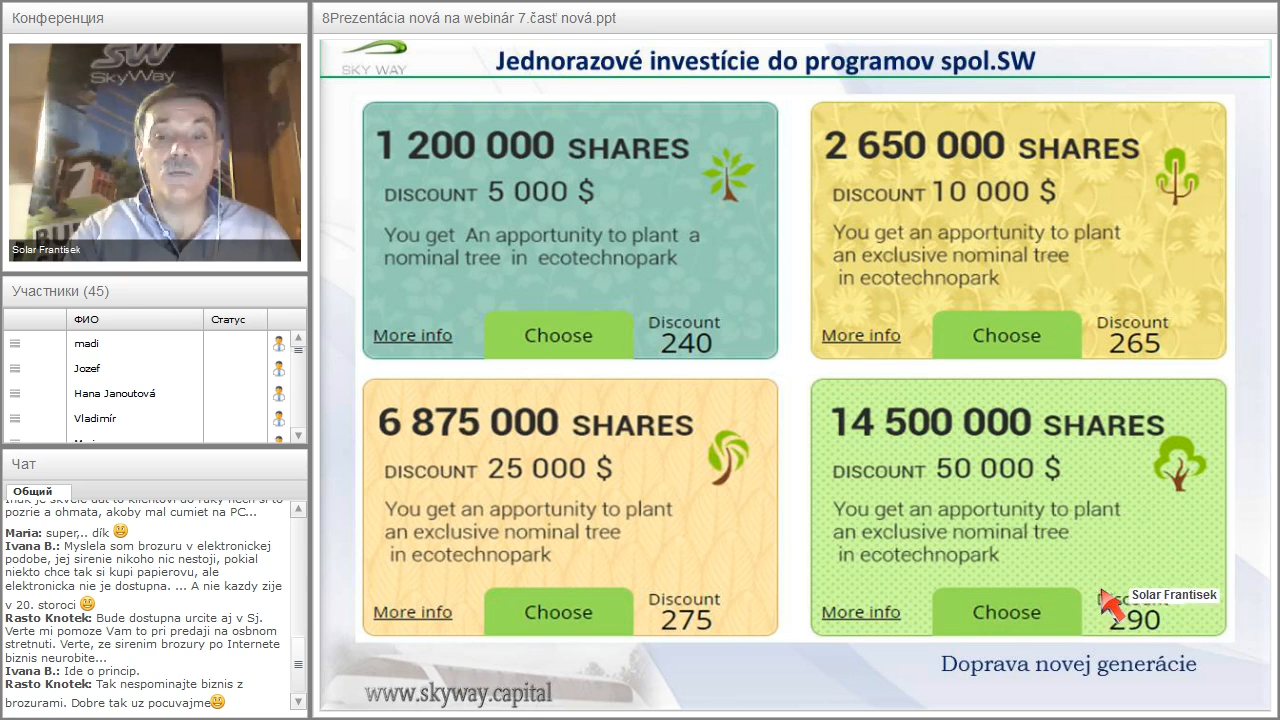 Конференция
SW
SkyWay
BU
Solar Frantisek
Участники (45)
ФИО
Статус
madi
Jozef
Hana Janoutová
Vladimír
Чат
Общий
pozrie a ohmata, akoby mal cumiet na PC...
Maria: super,.. dík
Ivana B.: Myslela som brozuru v elektronickej
podobe, jej sirenie nikoho nic nestoji, pokial
niekto chce tak si kupi papierovu, ale
elektronicka nie je dostupna. ... A nie kazdy zije
v 20. storoci
Rasto Knotek: Bude dostupna urcite aj v Sj.
Verte mi pomoze Vam to pri predaji na osbnom
stretnuti. Verte, ze sirenim brozury po Internete
biznis neurobite...
Ivana B.: Ide o princip.
Rasto Knotek: Tak nespominajte biznis z
brozurami. Dobre tak uz pocuvajme
8Prezentácia nová na webinár 7.časť nová.ppt
SKY WAY
Jednorazové investície do programov spol.SW
1 200 000 SHARES
DISCOUNT 5 000 $
You get An apportunity to plant a
nominal tree in ecotechnopark
More info
Choose
Discount
240
2 650 000 SHARES
DISCOUNT 10 000 $
You get an apportunity to plant
an exclusive nominal tree
in ecotechnopark
More info
Choose
Discount
265
6 875 000 SHARES
DISCOUNT 25 000 $
You get an apportunity to plant
an exclusive nominal tree
in ecotechnopark
More info
Choose
Discount
275
14 500 000 SHARES
DISCOUNT 50 000 $
You get an apportunity to plant
an exclusive nominal tree
in ecotechnopark
More info
Choose
Solar Frantisek
290
Doprava novej generácie
www.skyway.capital